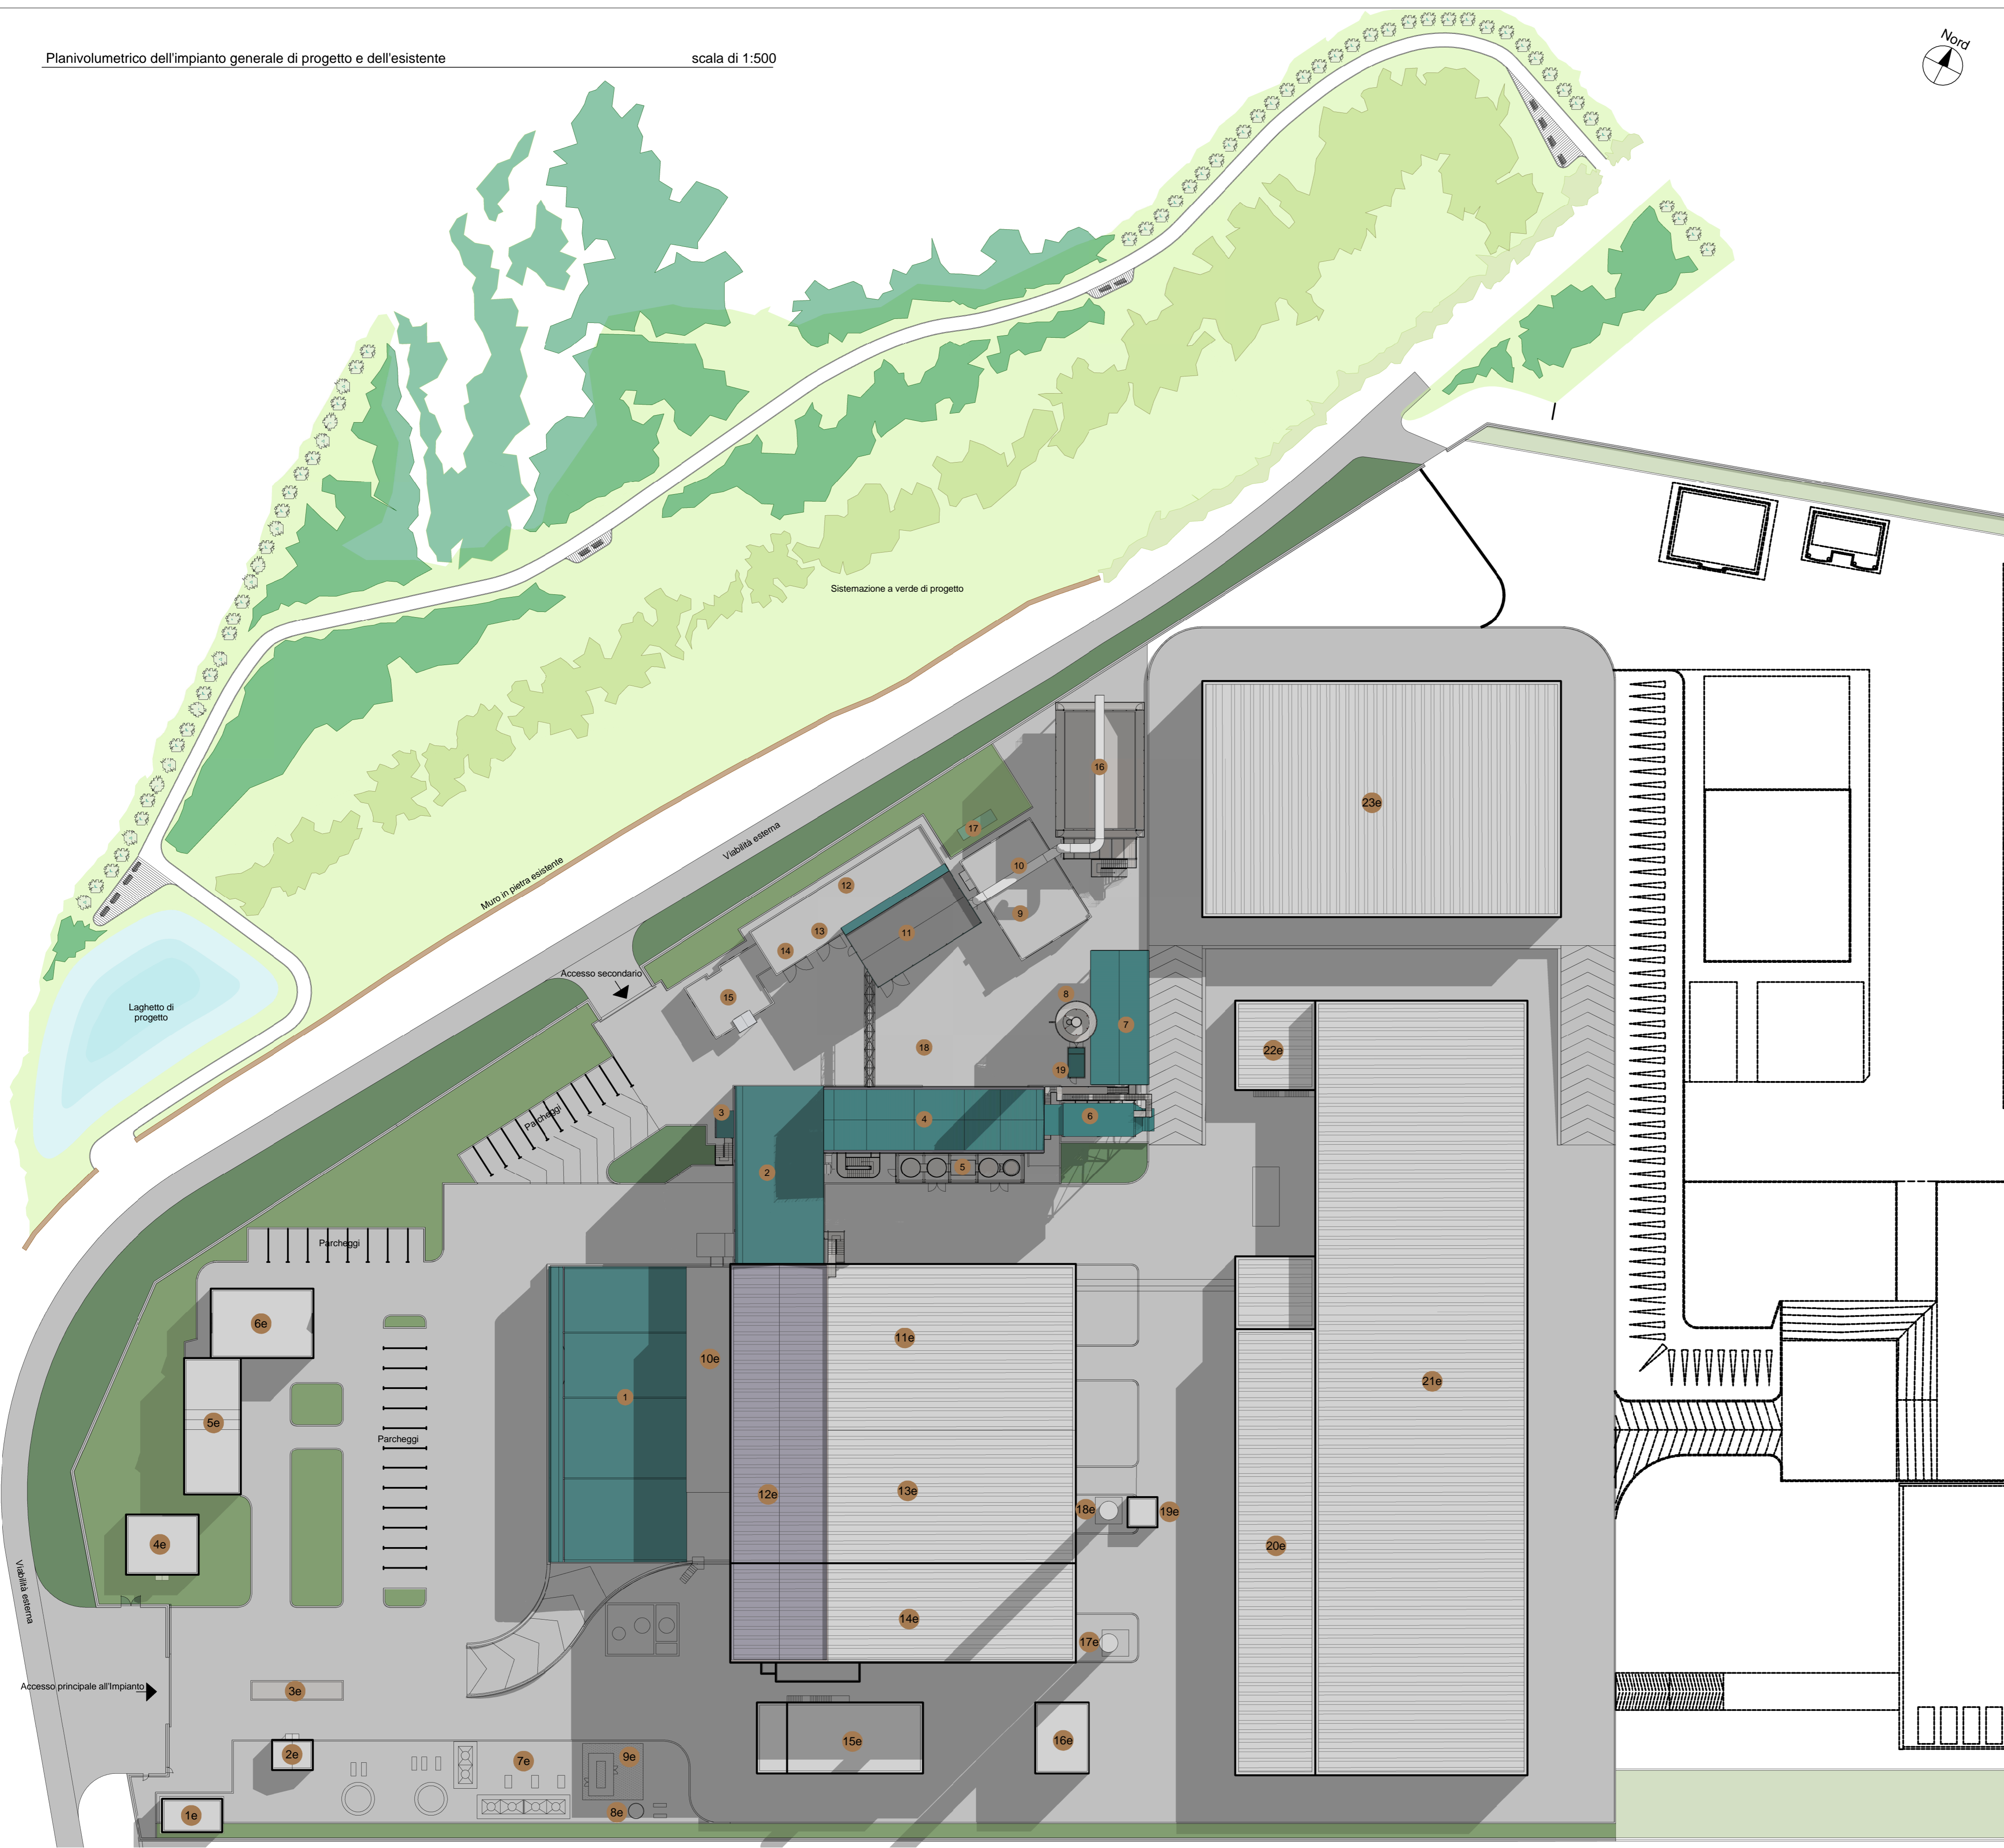 Nord
Planivolumetrico dell'impianto generale di progetto e dell'esistente
scala di 1:500
Sistemazione a verde di progetto
16
23e
17
Viabilità esterna
10
12
Muro in pietra esistente
9
13
11
14
Accesso secondario
15
8
Laghetto di
progetto
7
18
22e
19
3
Parcheggi
4
6
2
5
Parcheggi
6e
11e
10e
21e
1
5e
Parcheggi
12e
13e
18e
19e
4e
20e
Viabilità esterna
14e
17e
Accesso principale all'Impianto
3e
15e
16e
2e
7e
9e
8e
1e